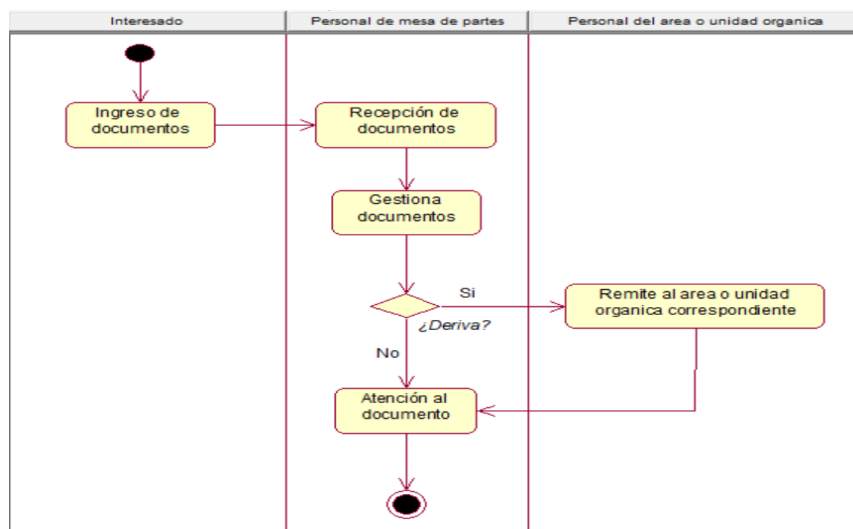 Interesado
Personal de mesa de partes
Personal del area o unidad organica
Ingreso de
documentos
Recepción de
documentos
Gestiona
documentos
Si
¿Deriva?
Remite al area o unidad
organica correspondiente
No
Atención al
documento